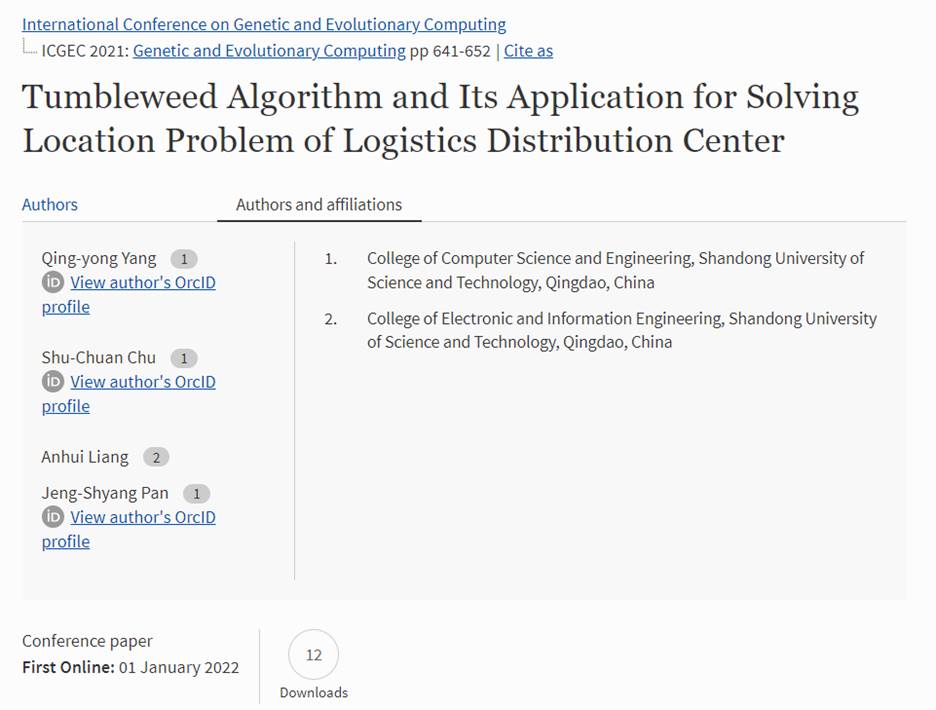 International Conference on Genetic and Evolutionary Computing
ICGEC 2021: Genetic and Evolutionary Computing pp 641-652 | Cite as
Tumbleweed Algorithm and Its Application for Solving
Location Problem of Logistics Distribution Center
Authors
Authors and affiliations
Qing-yong Yang 1
iD View author's OrcID
profile
Shu-Chuan Chu 1
iD View author's OrcID
profile
Anhui Liang 2
Jeng-Shyang Pan 1
iD View author's OrcID
profile
1. College of Computer Science and Engineering, Shandong University of
Science and Technology, Qingdao, China
2. College of Electronic and Information Engineering, Shandong University
of Science and Technology, Qingdao, China
Conference paper
First Online: 01 January 2022
12
Downloads